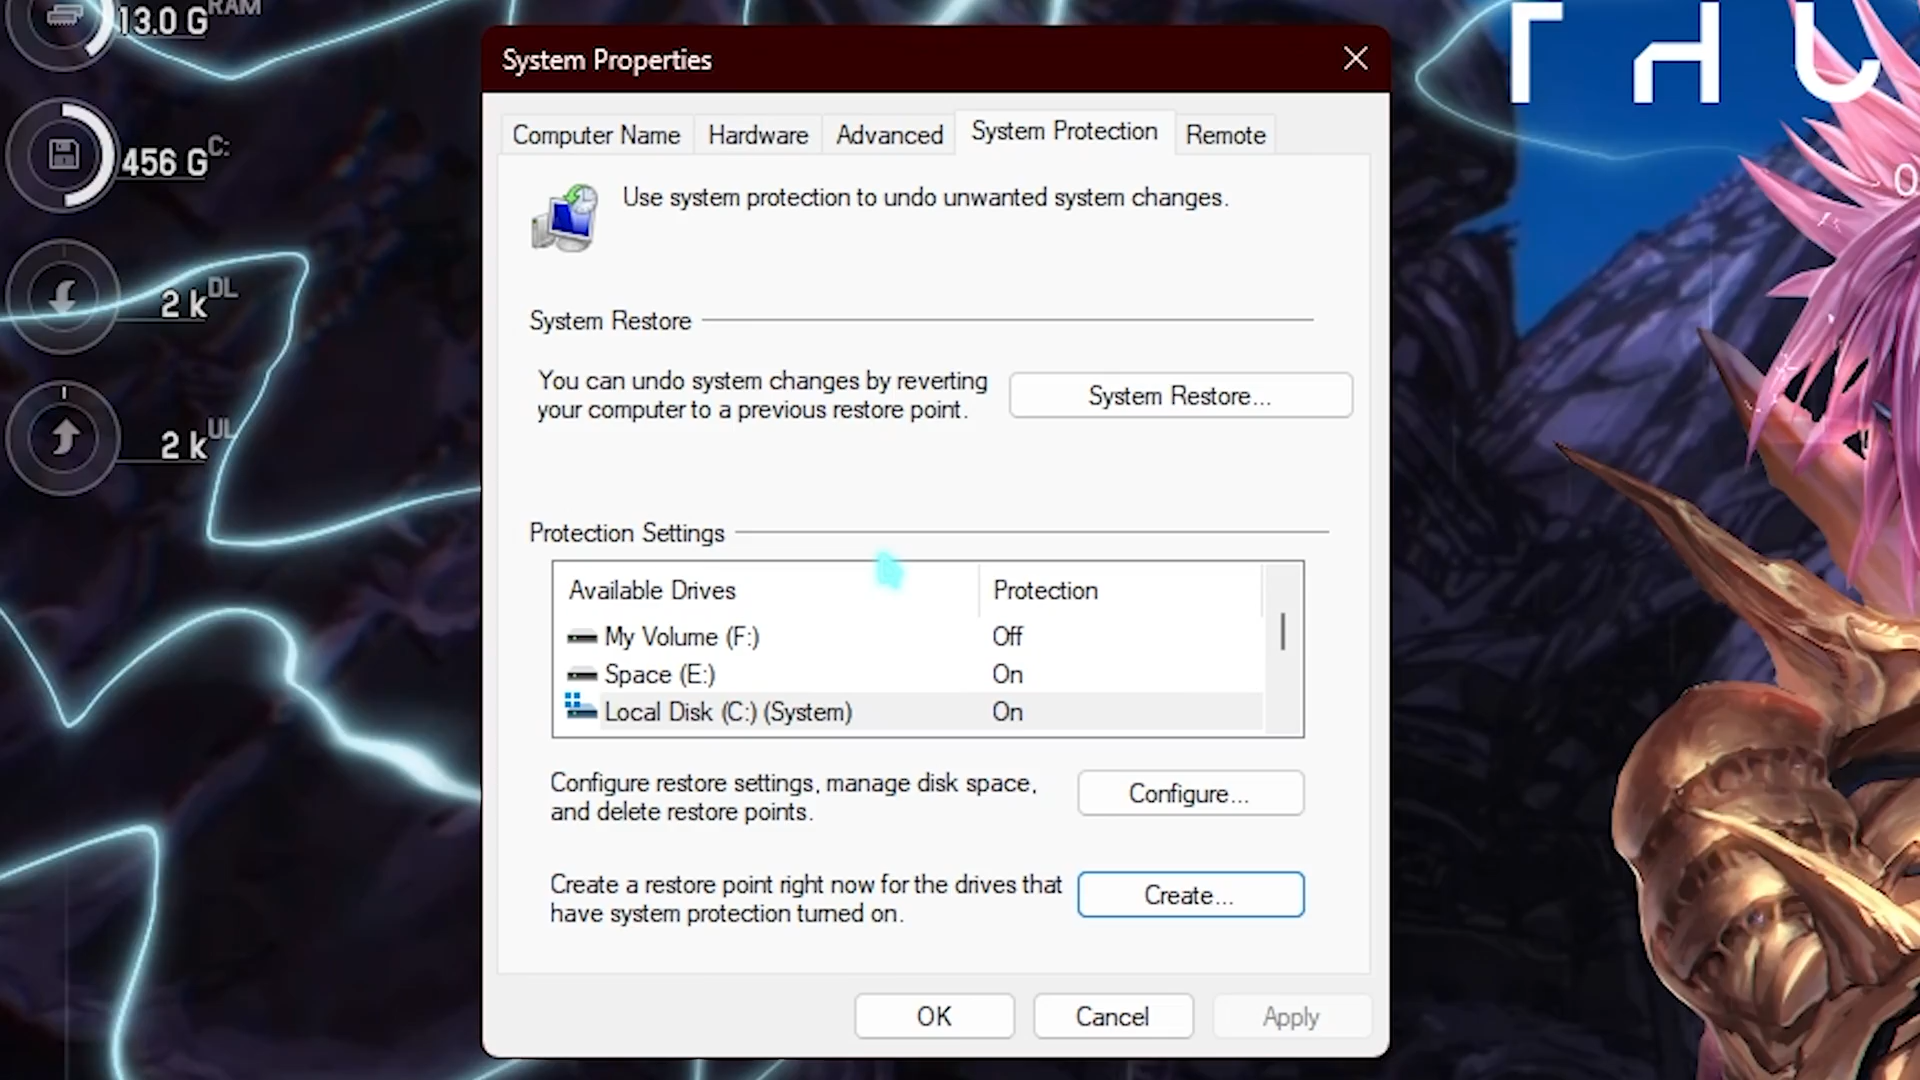 RAM
13.0 G
C:
456 G
DL
2 k
UL
2 k
System Properties
Computer Name Hardware Advanced System Protection Remote
Use system protection to undo unwanted system changes.
System Restore
You can undo system changes by reverting
your computer to a previous restore point.
System Restore...
Protection Settings
Available Drives Protection
My Volume (F:) Off
Space (E:) On
Local Disk (C:) (System) On
Configure restore settings, manage disk space,
and delete restore points.
Configure...
Create a restore point right now for the drives that
have system protection turned on.
Create...
OK Cancel Apply